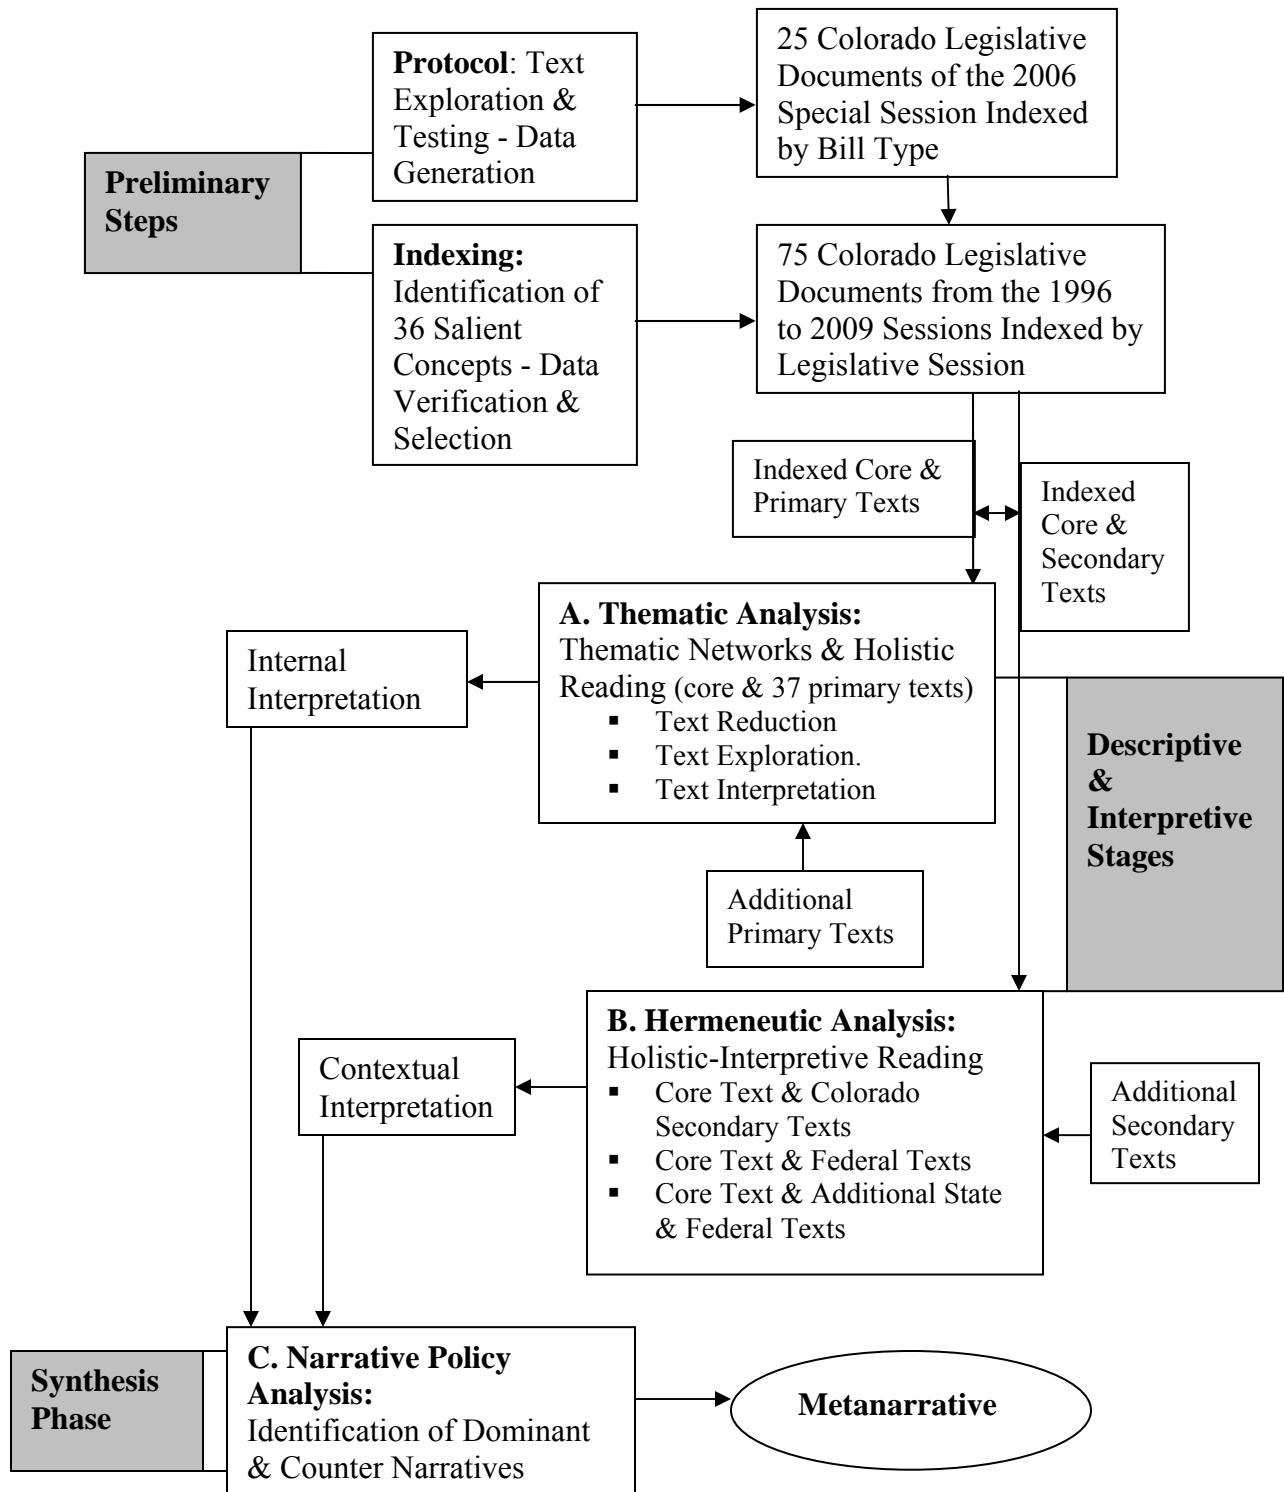 Protocol: Text
Exploration &
Testing - Data
Generation
25 Colorado Legislative
Documents of the 2006
Special Session Indexed
by Bill Type
Preliminary
Steps
Indexing:
Identification of
36 Salient
Concepts - Data
Verification &
Selection
75 Colorado Legislative
Documents from the 1996
to 2009 Sessions Indexed by
Legislative Session
Indexed Core &
Primary Texts
Indexed
Core &
Secondary
Texts
A. Thematic Analysis:
Thematic Networks & Holistic
Reading (core & 37 primary texts)
▪ Text Reduction
▪ Text Exploration.
▪ Text Interpretation
Internal
Interpretation
Descriptive
&
Interpretive
Stages
Additional
Primary Texts
B. Hermeneutic Analysis:
Holistic-Interpretive Reading
▪ Core Text & Colorado
Secondary Texts
▪ Core Text & Federal Texts
▪ Core Text & Additional State
& Federal Texts
Contextual
Interpretation
Additional
Secondary
Texts
Synthesis
Phase
C. Narrative Policy
Analysis:
Identification of Dominant
& Counter Narratives
Metanarrative